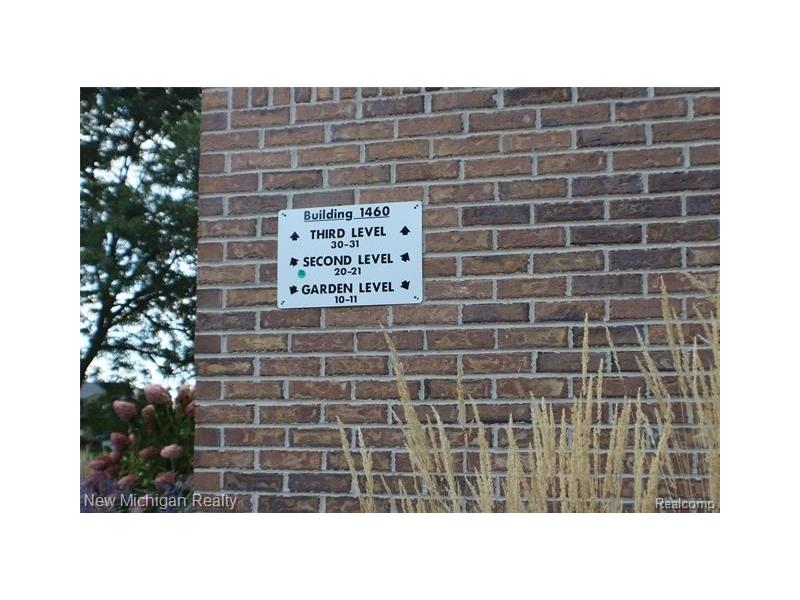 Building 1460
THIRD LEVEL
30-31
SECOND LEVEL
20-21
GARDEN LEVEL
10-11
New Michigan Realty
Realcomp